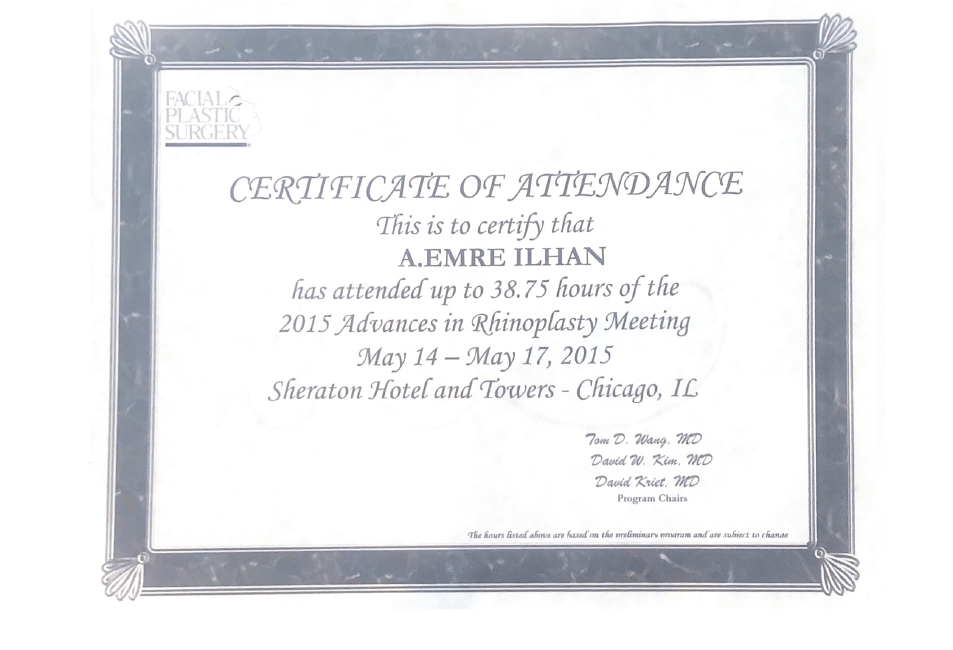 FACIAL
PLASTIC
SURGERY
CERTIFICATE OF ATTENDANCE
This is to certify that
A.EMRE ILHAN
has attended up to 38.75 hours of the
2015 Advances in Rhinoplasty Meeting
May 14 – May 17, 2015
Sheraton Hotel and Towers - Chicago, IL
Tom D. Wang, MD
David W. Kim, MD
David Kriet, MD
Program Chairs
The hours listed above are based on the preliminary program and are subject to change